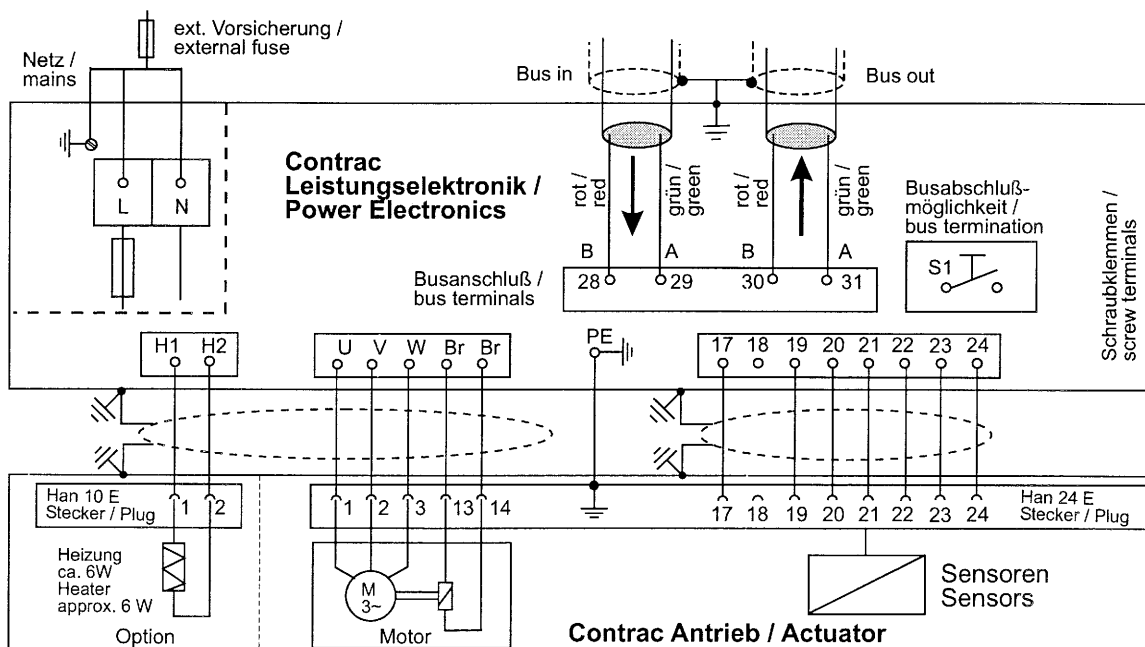 ext. Vorsicherung /
external fuse
Netz /
mains
Bus in
Bus out
Contrac
Leistungselektronik /
Power Electronics
L
N
rot /
red
grün /
green
rot /
red
grün /
green
Busabschluß-
möglichkeit /
bus termination
S1
Schraubklemmen /
screw terminals
B
A
B
A
Busanschluß /
bus terminals
28
29
30
31
H1 H2
U V W Br Br
PE
17 18 19 20 21 22 23 24
Han 10 E
Stecker / Plug
1 2
1 2 3 13 14
17 18 19 20 21 22 23 24
Han 24 E
Stecker / Plug
Heizung
ca. 6W
Heater
approx. 6 W
Option
M
3~
Motor
Sensoren
Sensors
Contrac Antrieb / Actuator